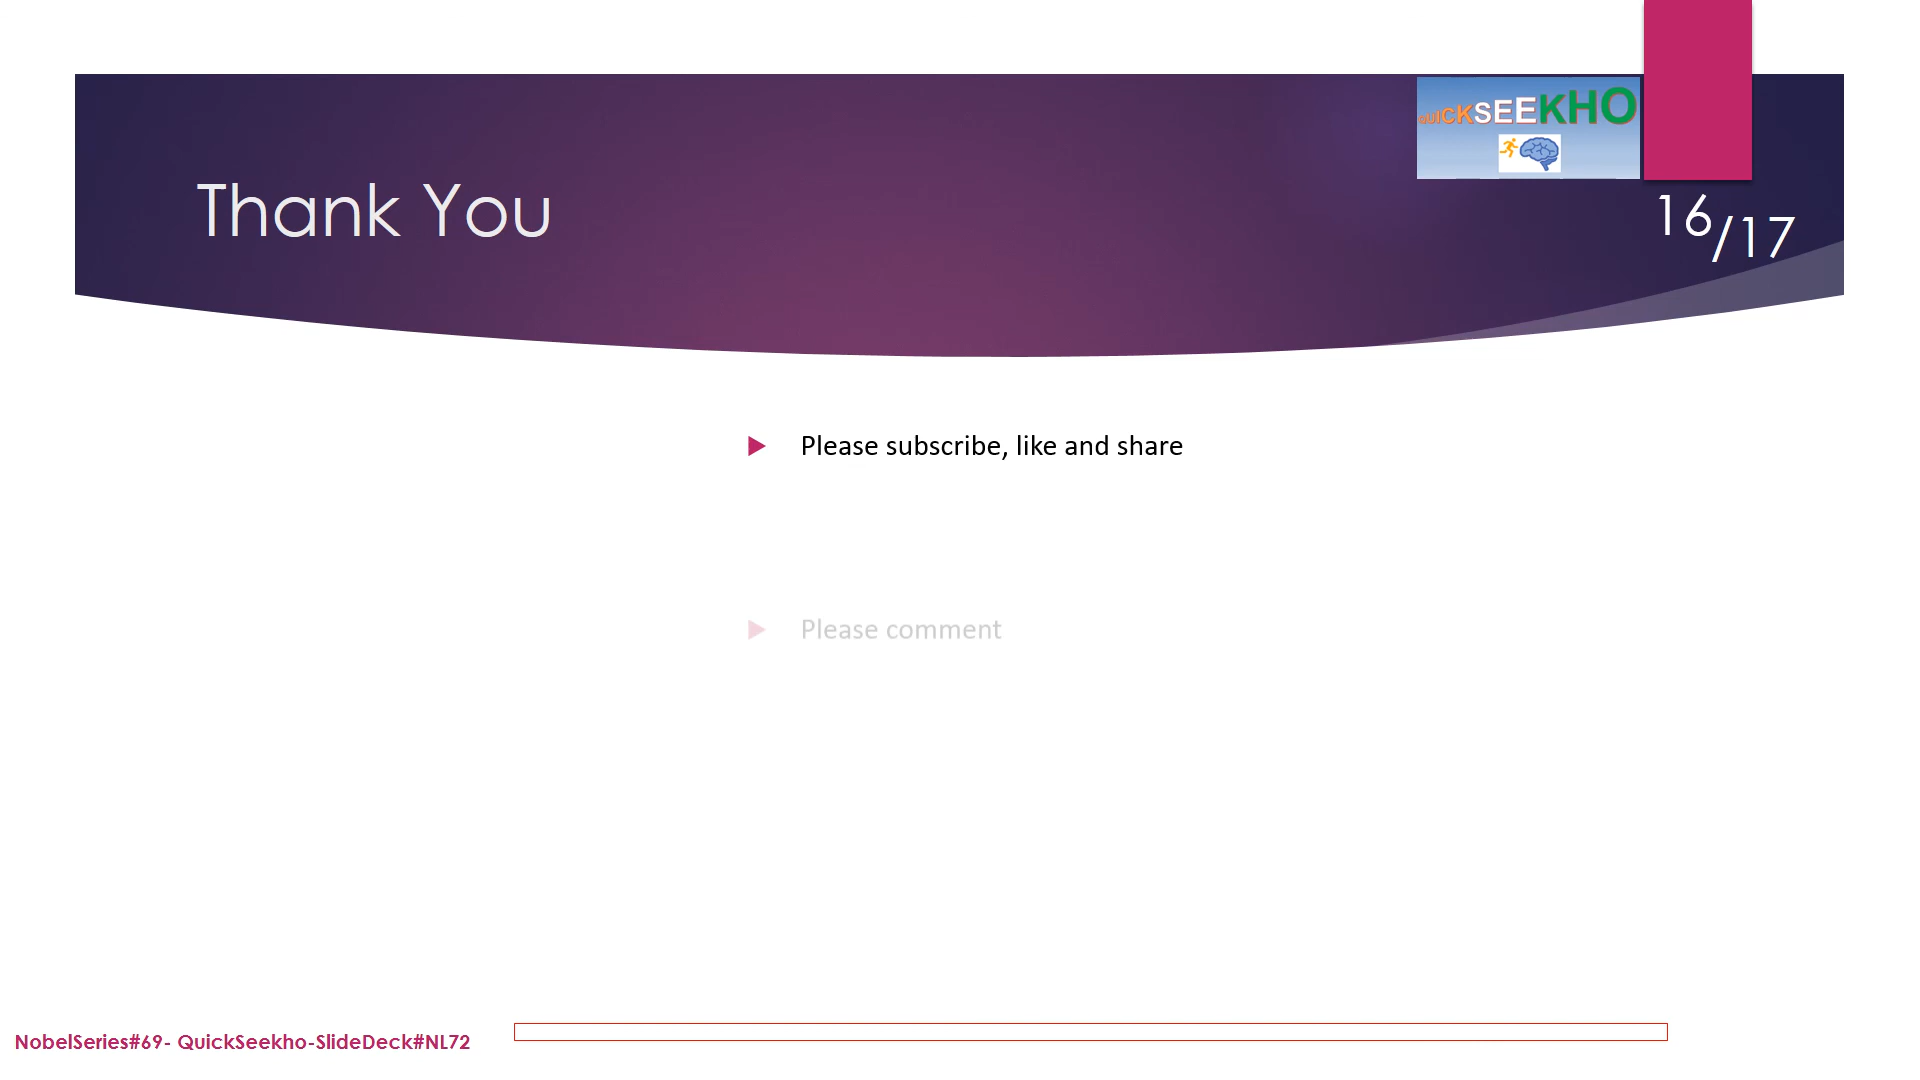 QUICKSEEKHO
Thank You
16/17
Please subscribe, like and share
Please comment
NobelSeries#69- QuickSeekho-SlideDeck#NL72